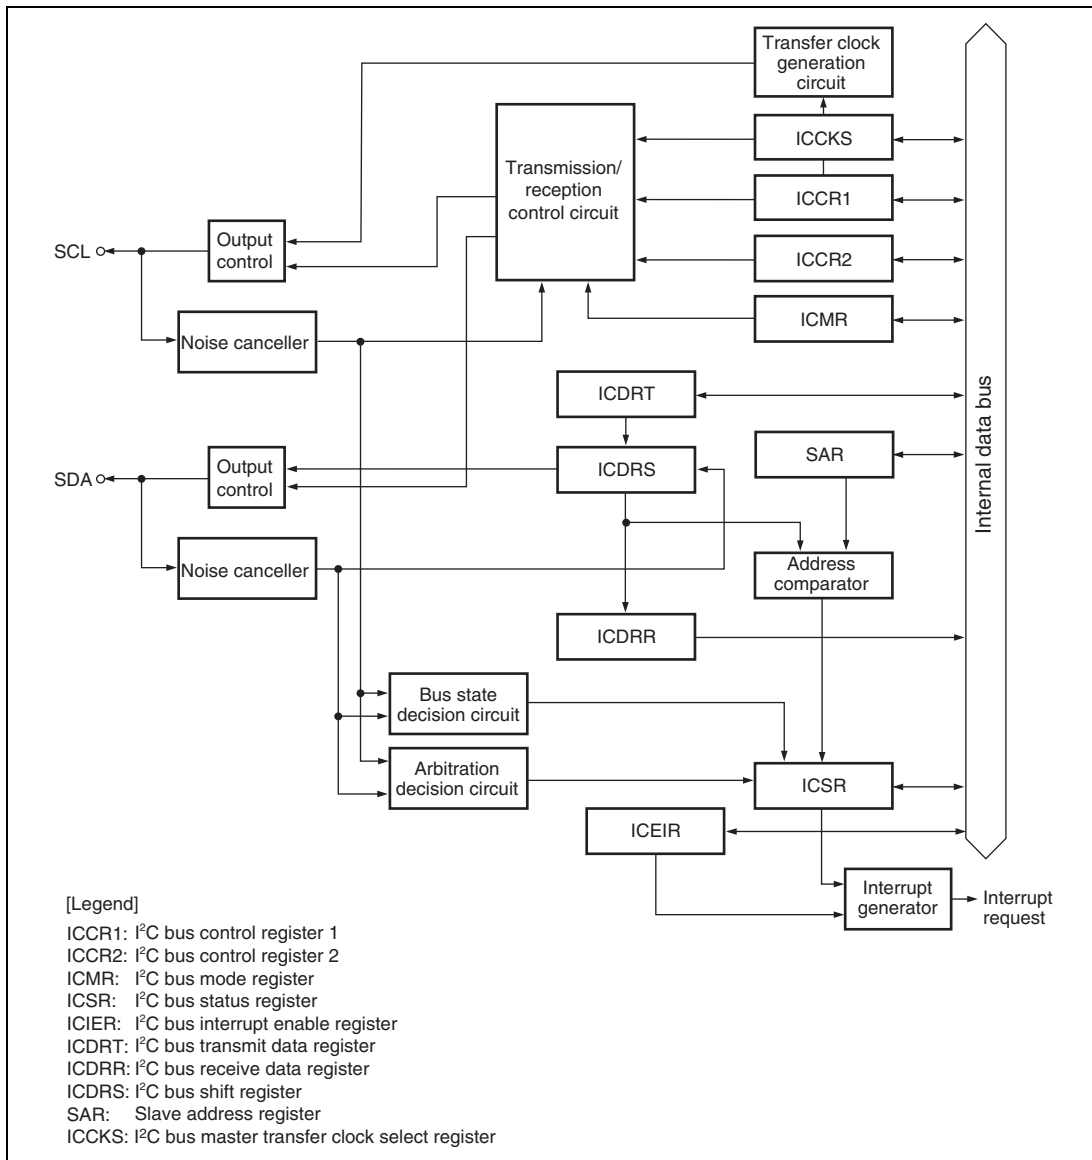 Transfer clock
generation
circuit
ICCKS
Transmission/
reception
control circuit
ICCR1
SCL
Output
control
ICCR2
Noise canceller
ICMR
ICDRT
Internal data bus
SDA
Output
control
ICDRS
SAR
Noise canceller
Address
comparator
ICDRR
Bus state
decision circuit
Arbitration
decision circuit
ICSR
ICEIR
Interrupt
generator
Interrupt
request
[Legend]
ICCR1: I²C bus control register 1
ICCR2: I²C bus control register 2
ICMR: I²C bus mode register
ICSR: I²C bus status register
ICIER: I²C bus interrupt enable register
ICDRT: I²C bus transmit data register
ICDRR: I²C bus receive data register
ICDRS: I²C bus shift register
SAR: Slave address register
ICCKS: I²C bus master transfer clock select register